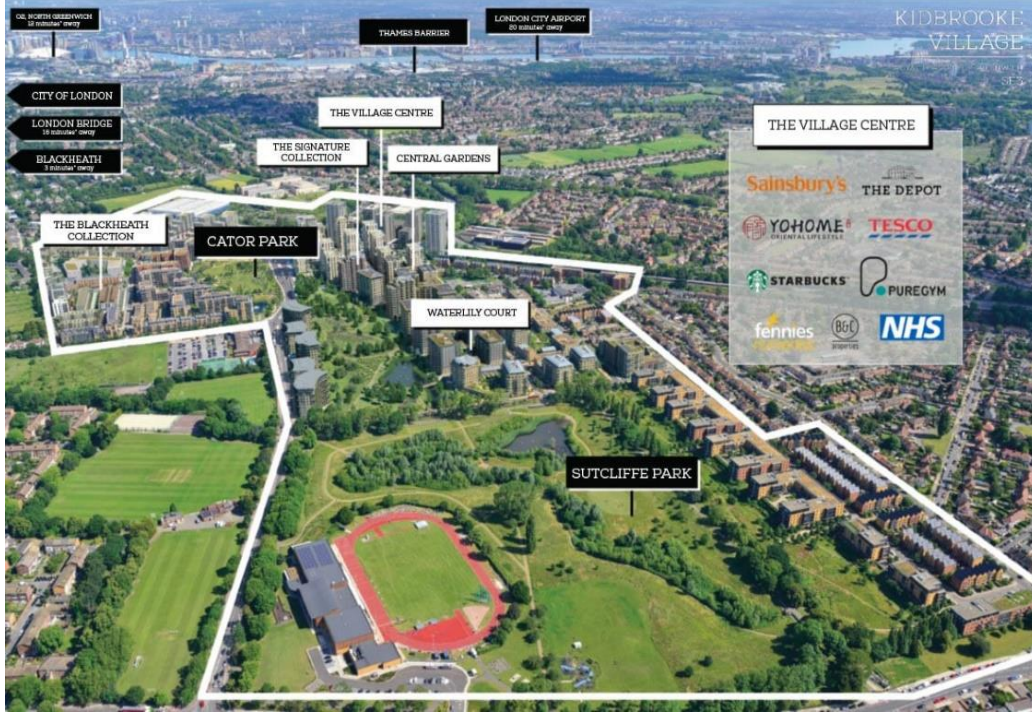 O2, NORTH GREENWICH
12 minutes* away
THAMES BARRIER
LONDON CITY AIRPORT
20 minutes* away
KIDBROOKE
VILLAGE
SE3
CITY OF LONDON
LONDON BRIDGE
16 minutes* away
BLACKHEATH
3 minutes* away
THE VILLAGE CENTRE
THE SIGNATURE
COLLECTION
CENTRAL GARDENS
THE BLACKHEATH
COLLECTION
CATOR PARK
WATERLILY COURT
SUTCLIFFE PARK
THE VILLAGE CENTRE
Sainsbury's
THE DEPOT
YOHOME
ORIENTAL LIFESTYLE
TESCO
STARBUCKS
PUREGYM
fennies
B&C
NHS